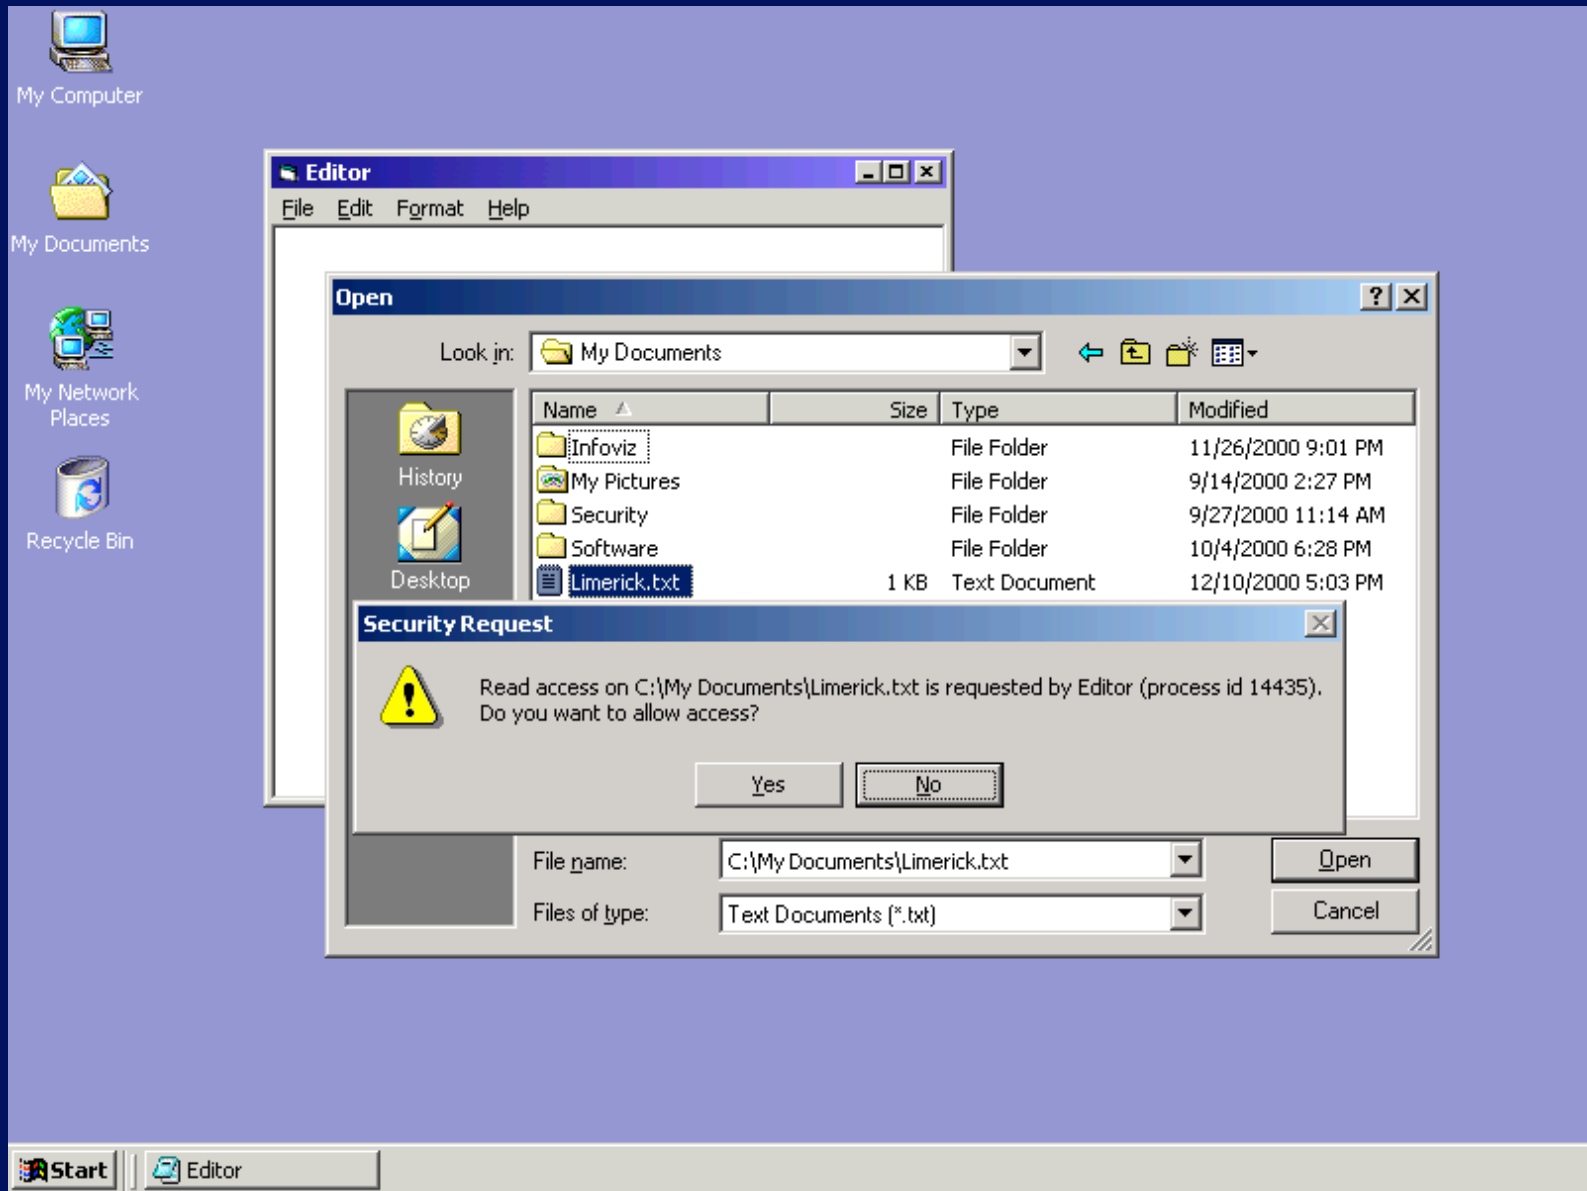 My Computer
My Documents
My Network
Places
Recycle Bin
Editor
File Edit Format Help
Open
Look in: My Documents
History
Desktop
Name Size Type Modified
Infoviz File Folder 11/26/2000 9:01 PM
My Pictures File Folder 9/14/2000 2:27 PM
Security File Folder 9/27/2000 11:14 AM
Software File Folder 10/4/2000 6:28 PM
Limerick.txt 1 KB Text Document 12/10/2000 5:03 PM
Security Request
Read access on C:\My Documents\Limerick.txt is requested by Editor (process id 14435).
Do you want to allow access?
Yes No
File name: C:\My Documents\Limerick.txt Open
Files of type: Text Documents (*.txt) Cancel
Start Editor